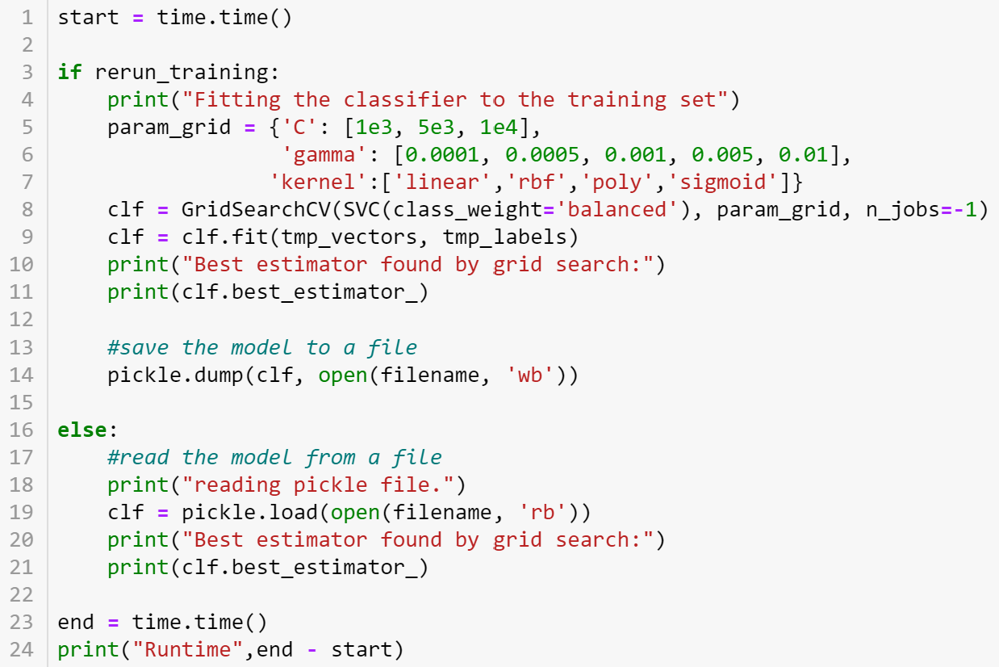 1 start = time.time()
2
3 if rerun_training:
4     print("Fitting the classifier to the training set")
5     param_grid = {'C': [1e3, 5e3, 1e4],
6                   'gamma': [0.0001, 0.0005, 0.001, 0.005, 0.01],
7                  'kernel':['linear','rbf','poly','sigmoid']}
8     clf = GridSearchCV(SVC(class_weight='balanced'), param_grid, n_jobs=-1)
9     clf = clf.fit(tmp_vectors, tmp_labels)
10     print("Best estimator found by grid search:")
11     print(clf.best_estimator_)
12
13     #save the model to a file
14     pickle.dump(clf, open(filename, 'wb'))
15
16 else:
17     #read the model from a file
18     print("reading pickle file.")
19     clf = pickle.load(open(filename, 'rb'))
20     print("Best estimator found by grid search:")
21     print(clf.best_estimator_)
22
23 end = time.time()
24 print("Runtime",end - start)